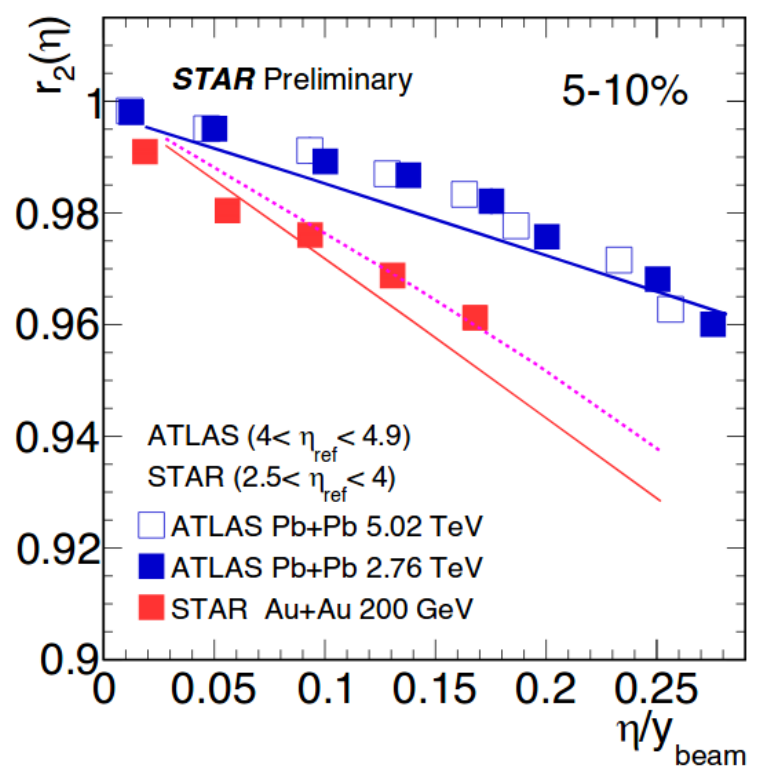 r2(η)
STAR Preliminary
5-10%
1
0.98
0.96
0.94
0.92
0.9
ATLAS (4< ηref< 4.9)
STAR (2.5< ηref< 4)
ATLAS Pb+Pb 5.02 TeV
ATLAS Pb+Pb 2.76 TeV
STAR Au+Au 200 GeV
0 0.05 0.1 0.15 0.2 0.25
η/ybeam